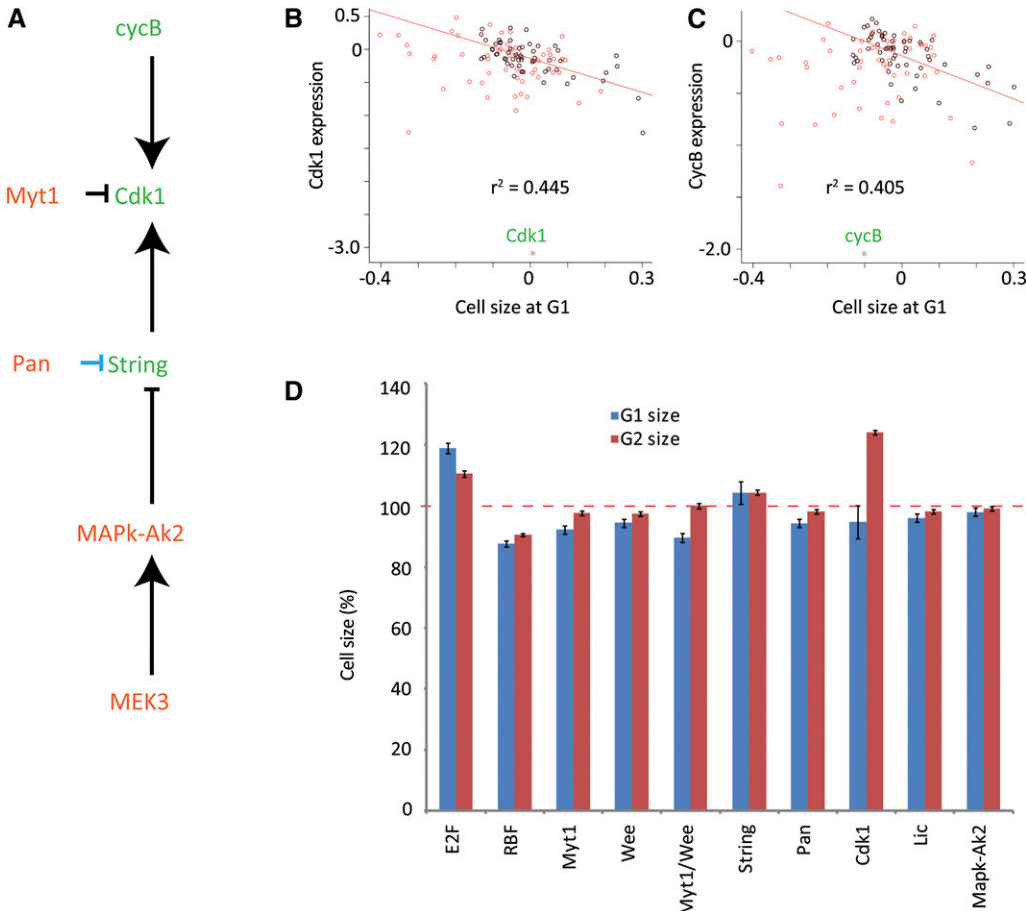 A
cycB
Myt1
Cdk1
Pan
String
MAPk-Ak2
MEK3
B
0.5
0
-3.0
Cdk1 expression
r² = 0.445
Cdk1
-0.4
0
0.3
Cell size at G1
C
0
-2.0
CycB expression
r² = 0.405
cycB
-0.4
0
0.3
Cell size at G1
D
140
120
100
80
60
40
20
0
Cell size (%)
G1 size
G2 size
E2F
RBF
Myt1
Wee
Myt1/Wee
String
Pan
Cdk1
Lic
Mapk-Ak2